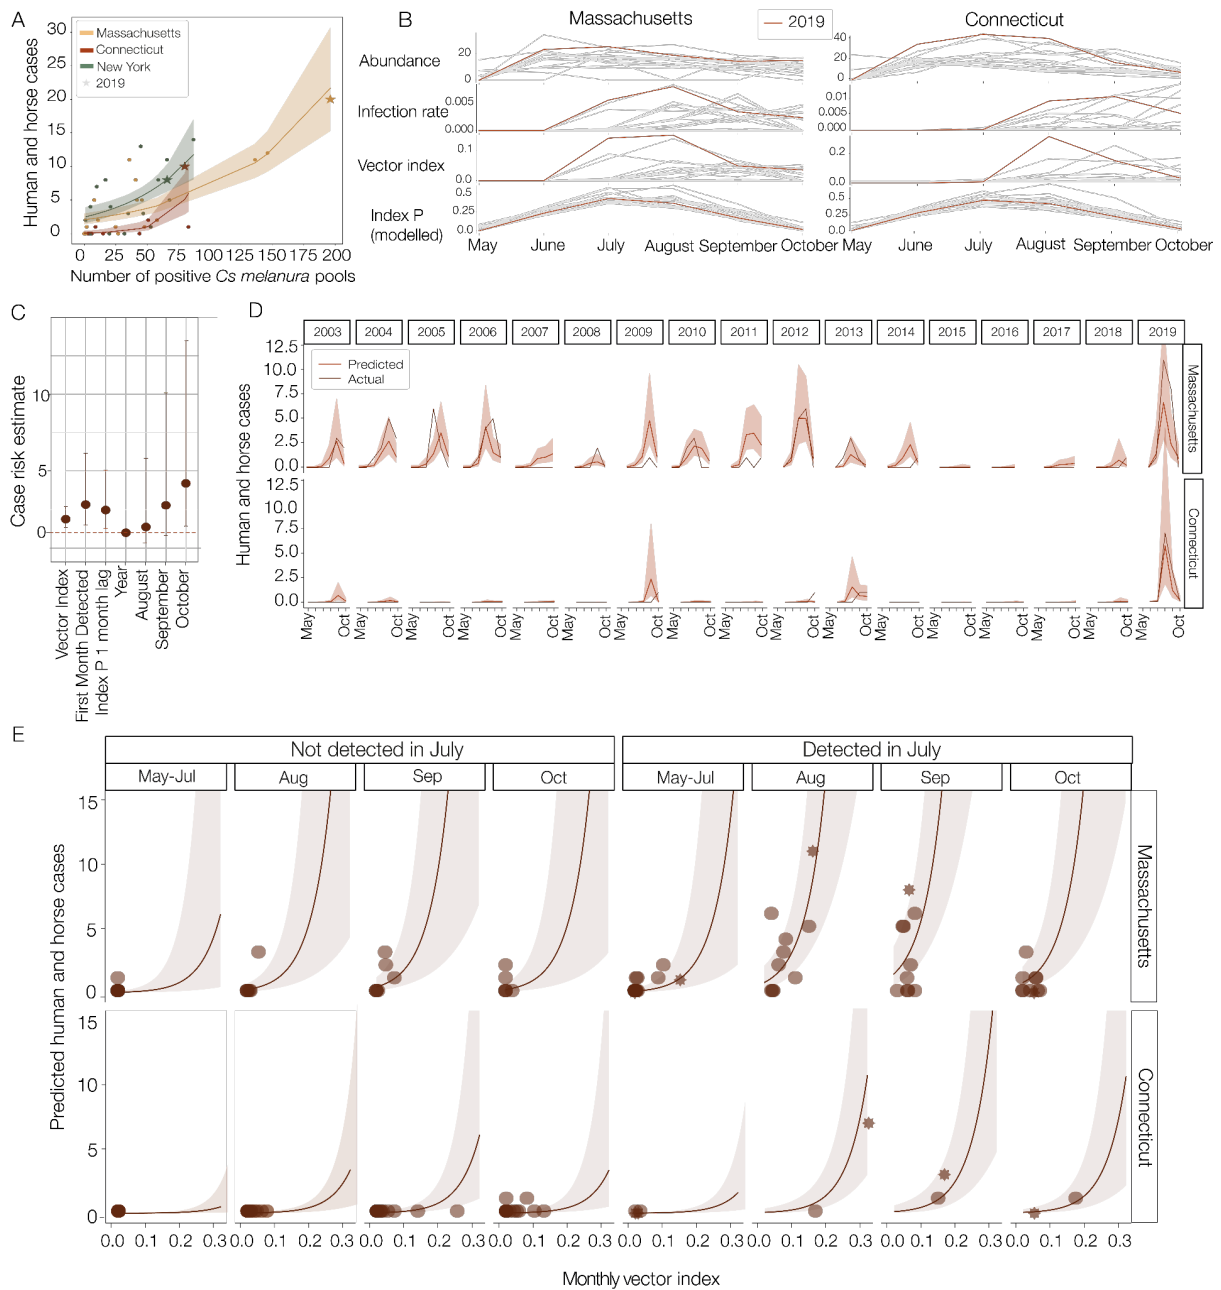 A
Human and horse cases
30
25
20
15
10
5
0
Massachusetts
Connecticut
New York
2019
0 25 50 75 100 125 150 175 200
Number of positive Cs melanura pools
B
Massachusetts
2019
Connecticut
Abundance
20
0
40
20
0
Infection rate
0.005
0.000
0.01
0.005
0.000
Vector index
0.1
0.0
0.2
0.0
Index P
(modelled)
0.5
0.25
0.0
0.5
0.25
0.0
May June July August September October
May June July August September October
C
Case risk estimate
10
5
0
Vector Index
First Month Detected
Index P 1 month lag
Year
August
September
October
D
2003 2004 2005 2006 2007 2008 2009 2010 2011 2012 2013 2014 2015 2016 2017 2018 2019
Human and horse cases
12.5
10.0
7.5
5.0
2.5
0.0
Predicted
Actual
Massachusetts
12.5
10.0
7.5
5.0
2.5
0.0
Connecticut
May Oct May Oct May Oct May Oct May Oct May Oct May Oct May Oct May Oct May Oct May Oct May Oct May Oct May Oct May Oct May Oct May Oct
E
Not detected in July
Detected in July
May-Jul Aug Sep Oct May-Jul Aug Sep Oct
Predicted human and horse cases
15
10
5
0
Massachusetts
15
10
5
0
Connecticut
0.0 0.1 0.2 0.3 0.0 0.1 0.2 0.3 0.0 0.1 0.2 0.3 0.0 0.1 0.2 0.3 0.0 0.1 0.2 0.3 0.0 0.1 0.2 0.3 0.0 0.1 0.2 0.3 0.0 0.1 0.2 0.3
Monthly vector index